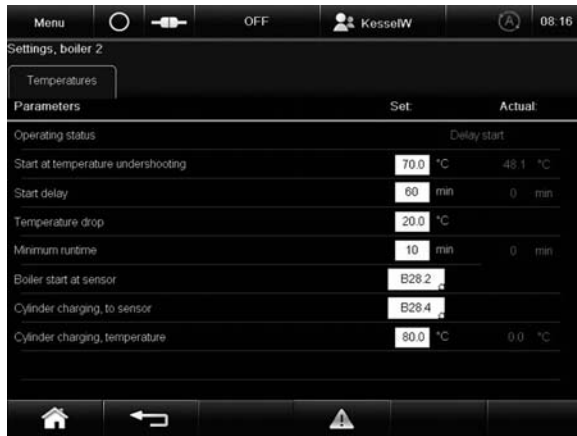 Menu OFF KesselW A 08:16
Settings, boiler 2
Temperatures
Parameters Set: Actual:
Operating status Delay start
Start at temperature undershooting 70.0 °C 48.1 °C
Start delay 60 min 0 min
Temperature drop 20.0 °C
Minimum runtime 10 min 0 min
Boiler start at sensor B28.2
Cylinder charging, to sensor B28.4
Cylinder charging, temperature 80.0 °C 0.0 °C